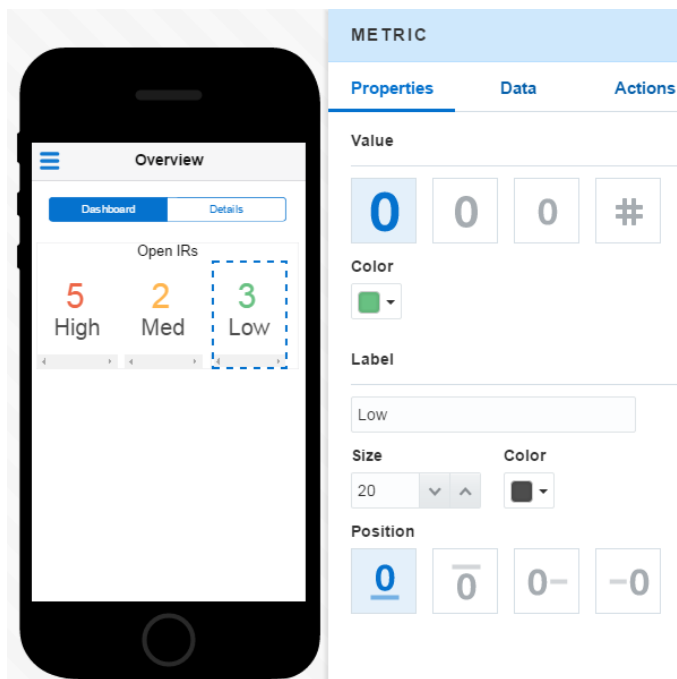 METRIC
Properties Data Actions
Overview
Dashboard Details
Open IRs
5 2 3
High Med Low
Value
0 0 0 #
Color
Label
Low
Size Color
20
Position
0 0 0- -0